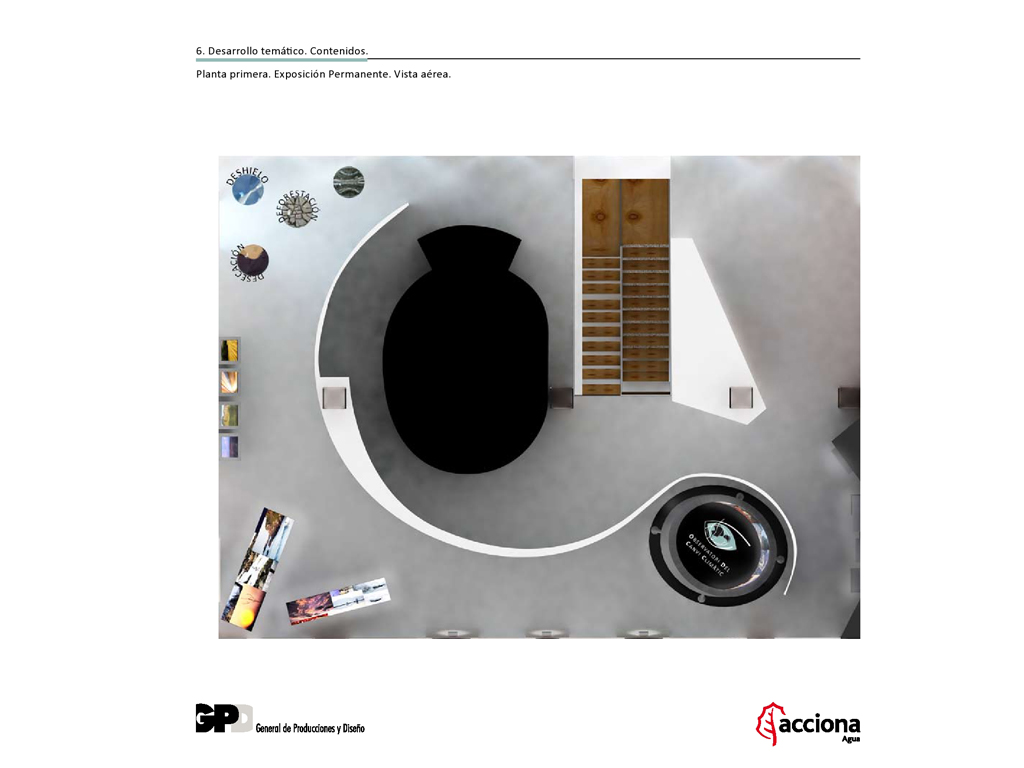 6. Desarrollo temático. Contenidos.
Planta primera. Exposición Permanente. Vista aérea.
DESHIELO
DEFORESTACIÓN
DESECACIÓN
OBSERVATORI DEL
CANVI CLIMÀTIC
GPD General de Producciones y Diseño
acciona
Agua